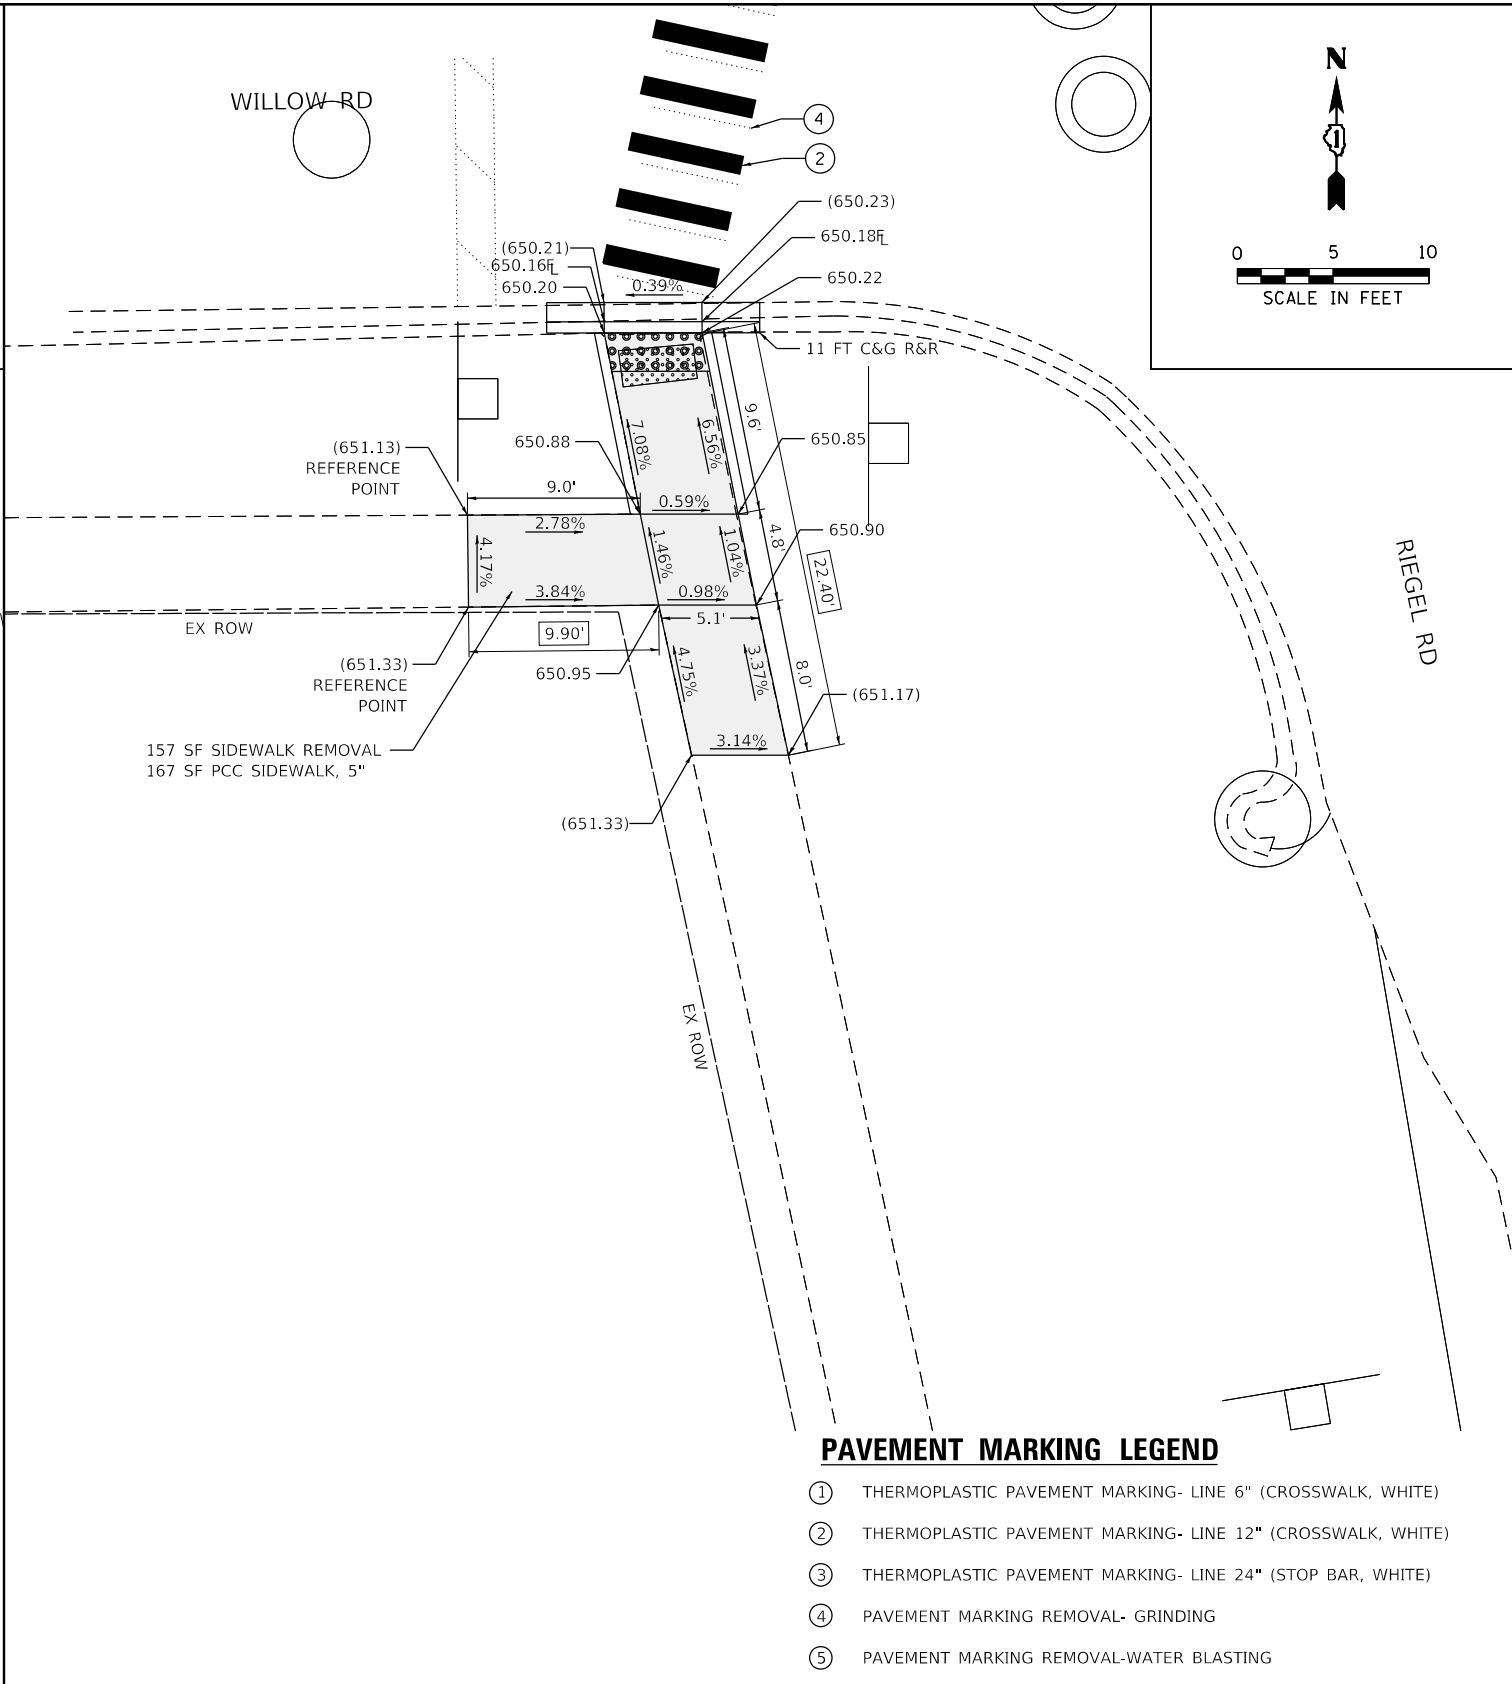 WILLOW RD
N
1
0 5 10
SCALE IN FEET
4
2
(650.23)
650.18FL
650.22
(650.21)
650.16FL
650.20
0.39%
11 FT C&G R&R
9.6'
7.08%
6.56%
650.88
650.85
(651.13)
REFERENCE
POINT
9.0'
0.59%
2.78%
4.17%
1.46%
1.04%
4.8'
650.90
22.40'
3.84%
0.98%
5.1'
EX ROW
9.90'
(651.33)
REFERENCE
POINT
650.95
4.75%
3.37%
8.0'
(651.17)
3.14%
157 SF SIDEWALK REMOVAL
167 SF PCC SIDEWALK, 5"
(651.33)
RIEGEL RD
EX ROW
PAVEMENT MARKING LEGEND
1 THERMOPLASTIC PAVEMENT MARKING- LINE 6" (CROSSWALK, WHITE)
2 THERMOPLASTIC PAVEMENT MARKING- LINE 12" (CROSSWALK, WHITE)
3 THERMOPLASTIC PAVEMENT MARKING- LINE 24" (STOP BAR, WHITE)
4 PAVEMENT MARKING REMOVAL- GRINDING
5 PAVEMENT MARKING REMOVAL-WATER BLASTING